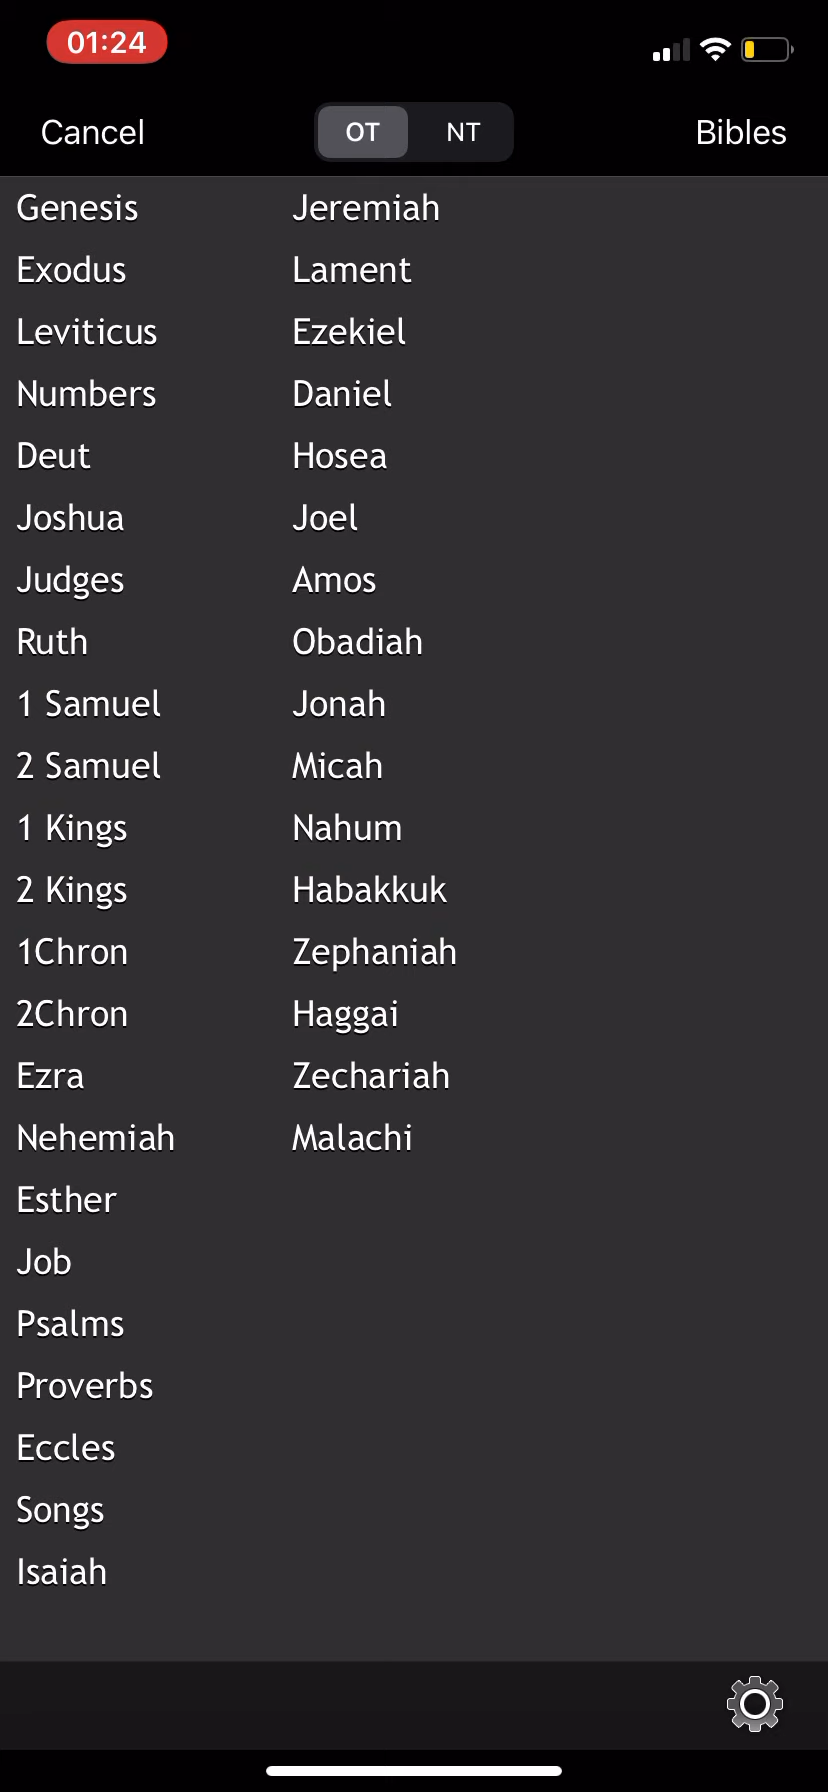 01:24
Cancel OT NT Bibles
Genesis
Exodus
Leviticus
Numbers
Deut
Joshua
Judges
Ruth
1 Samuel
2 Samuel
1 Kings
2 Kings
1Chron
2Chron
Ezra
Nehemiah
Esther
Job
Psalms
Proverbs
Eccles
Songs
Isaiah
Jeremiah
Lament
Ezekiel
Daniel
Hosea
Joel
Amos
Obadiah
Jonah
Micah
Nahum
Habakkuk
Zephaniah
Haggai
Zechariah
Malachi